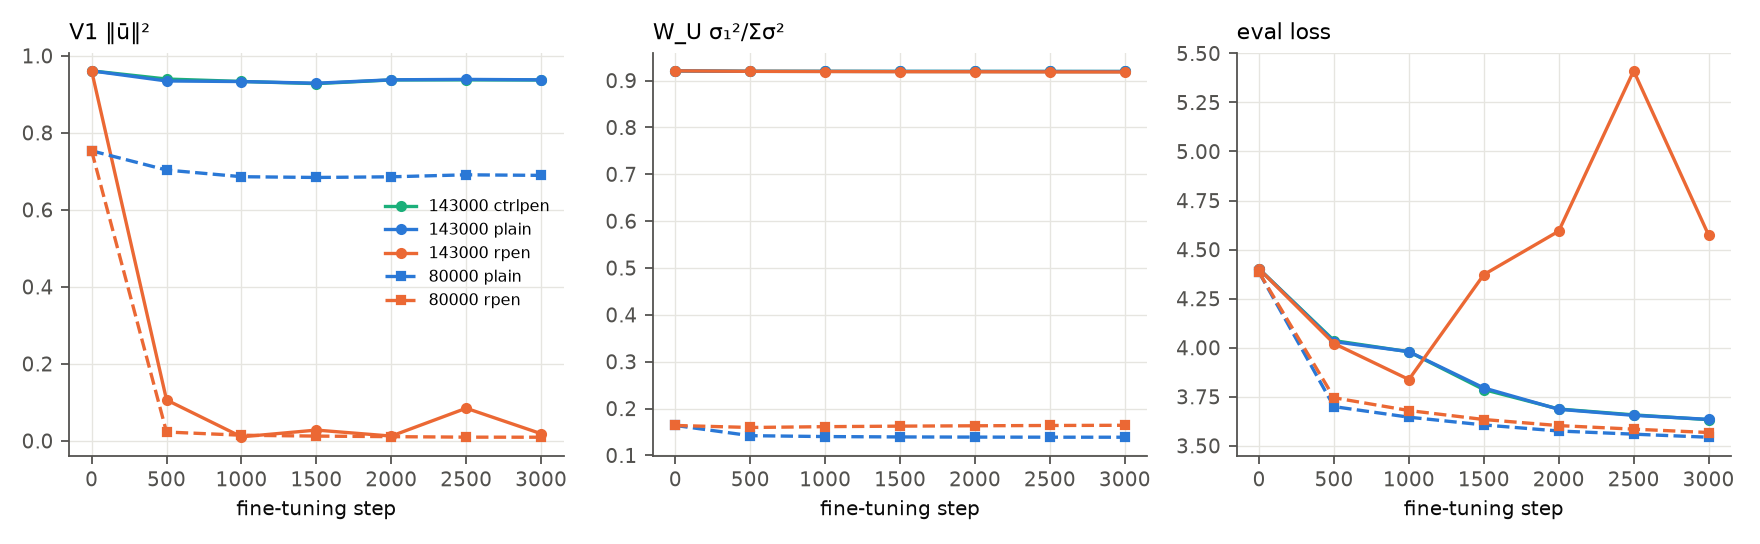 V1 ‖ū‖²
1.0
0.8
0.6
0.4
0.2
0.0
0 500 1000 1500 2000 2500 3000
fine-tuning step
143000 ctrlpen
143000 plain
143000 rpen
80000 plain
80000 rpen
W_U σ₁²/Σσ²
0.9
0.8
0.7
0.6
0.5
0.4
0.3
0.2
0.1
0 500 1000 1500 2000 2500 3000
fine-tuning step
eval loss
5.50
5.25
5.00
4.75
4.50
4.25
4.00
3.75
3.50
0 500 1000 1500 2000 2500 3000
fine-tuning step